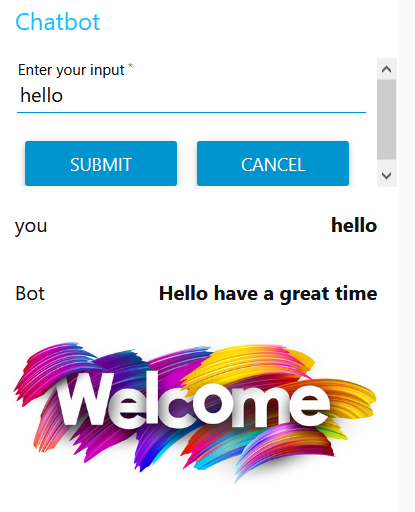 Chatbot
Enter your input *
hello
SUBMIT CANCEL
you hello
Bot Hello have a great time
Welcome